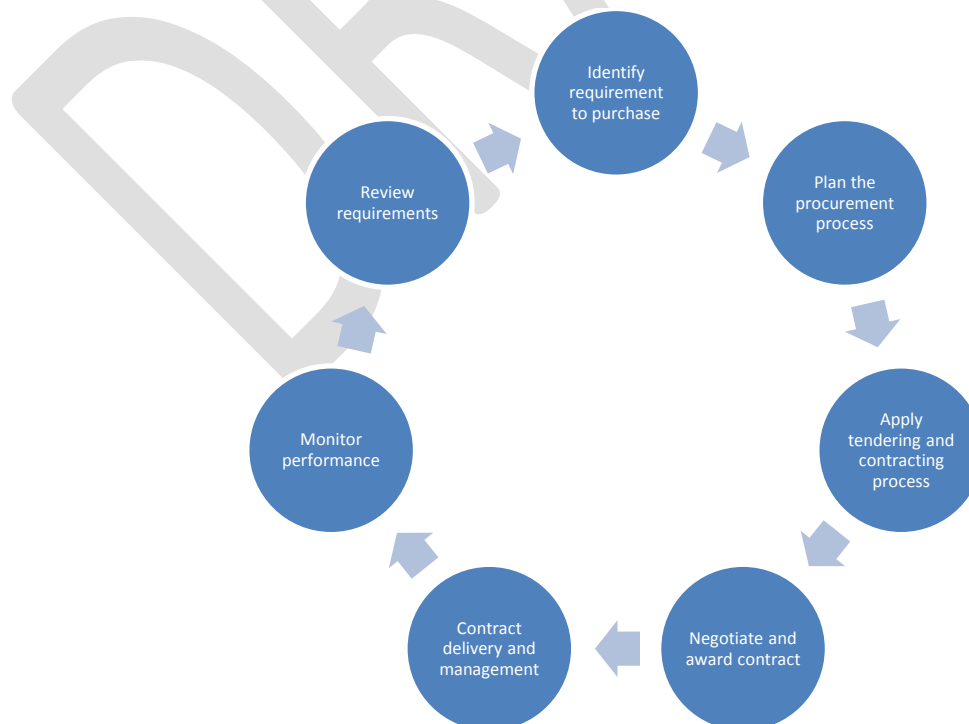 Identify
requirement
to purchase
Plan the
procurement
process
Apply
tendering and
contracting
process
Negotiate and
award contract
Contract
delivery and
management
Monitor
performance
Review
requirements